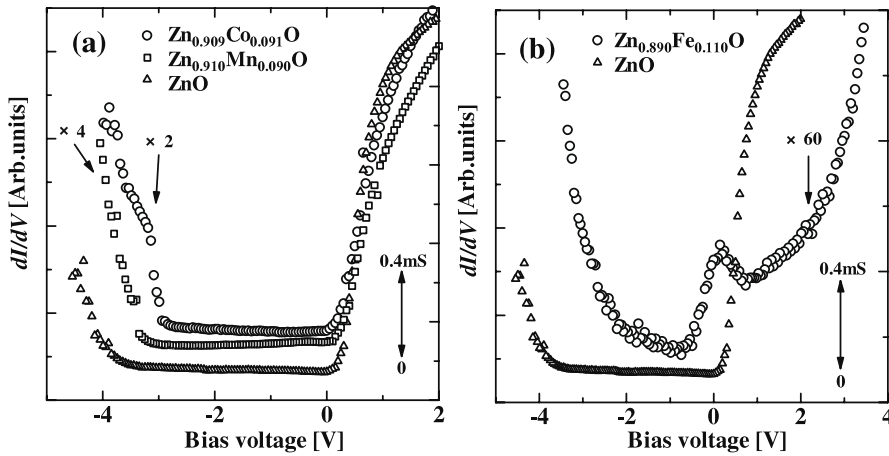 (a)
Zn0.909Co0.091O
Zn0.910Mn0.090O
ZnO
× 4
× 2
0.4mS
0
dI/dV [Arb.units]
-4
-2
0
2
Bias voltage [V]
(b)
Zn0.890Fe0.110O
ZnO
× 60
0.4mS
0
dI/dV [Arb.units]
-4
-2
0
2
4
Bias voltage [V]